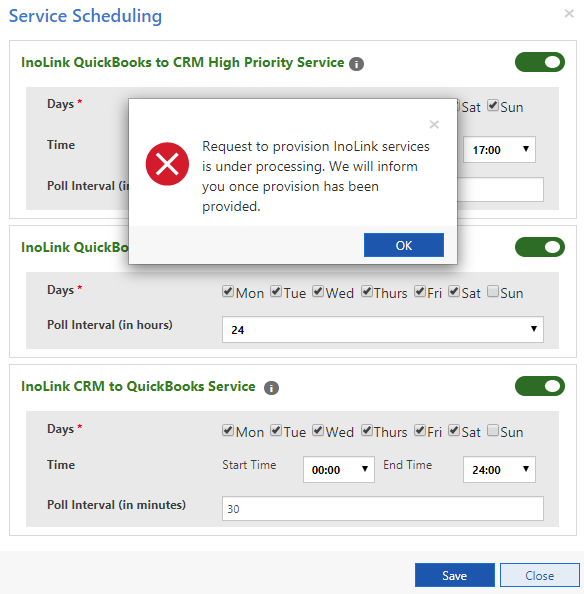 Service Scheduling
InoLink QuickBooks to CRM High Priority Service
Days * Sat Sun
Time 17:00
Poll Interval (i
Request to provision InoLink services
is under processing. We will inform
you once provision has been
provided.
OK
InoLink QuickBo
Days * Mon Tue Wed Thurs Fri Sat Sun
Poll Interval (in hours) 24
InoLink CRM to QuickBooks Service
Days * Mon Tue Wed Thurs Fri Sat Sun
Time Start Time 00:00 End Time 24:00
Poll Interval (in minutes) 30
Save Close